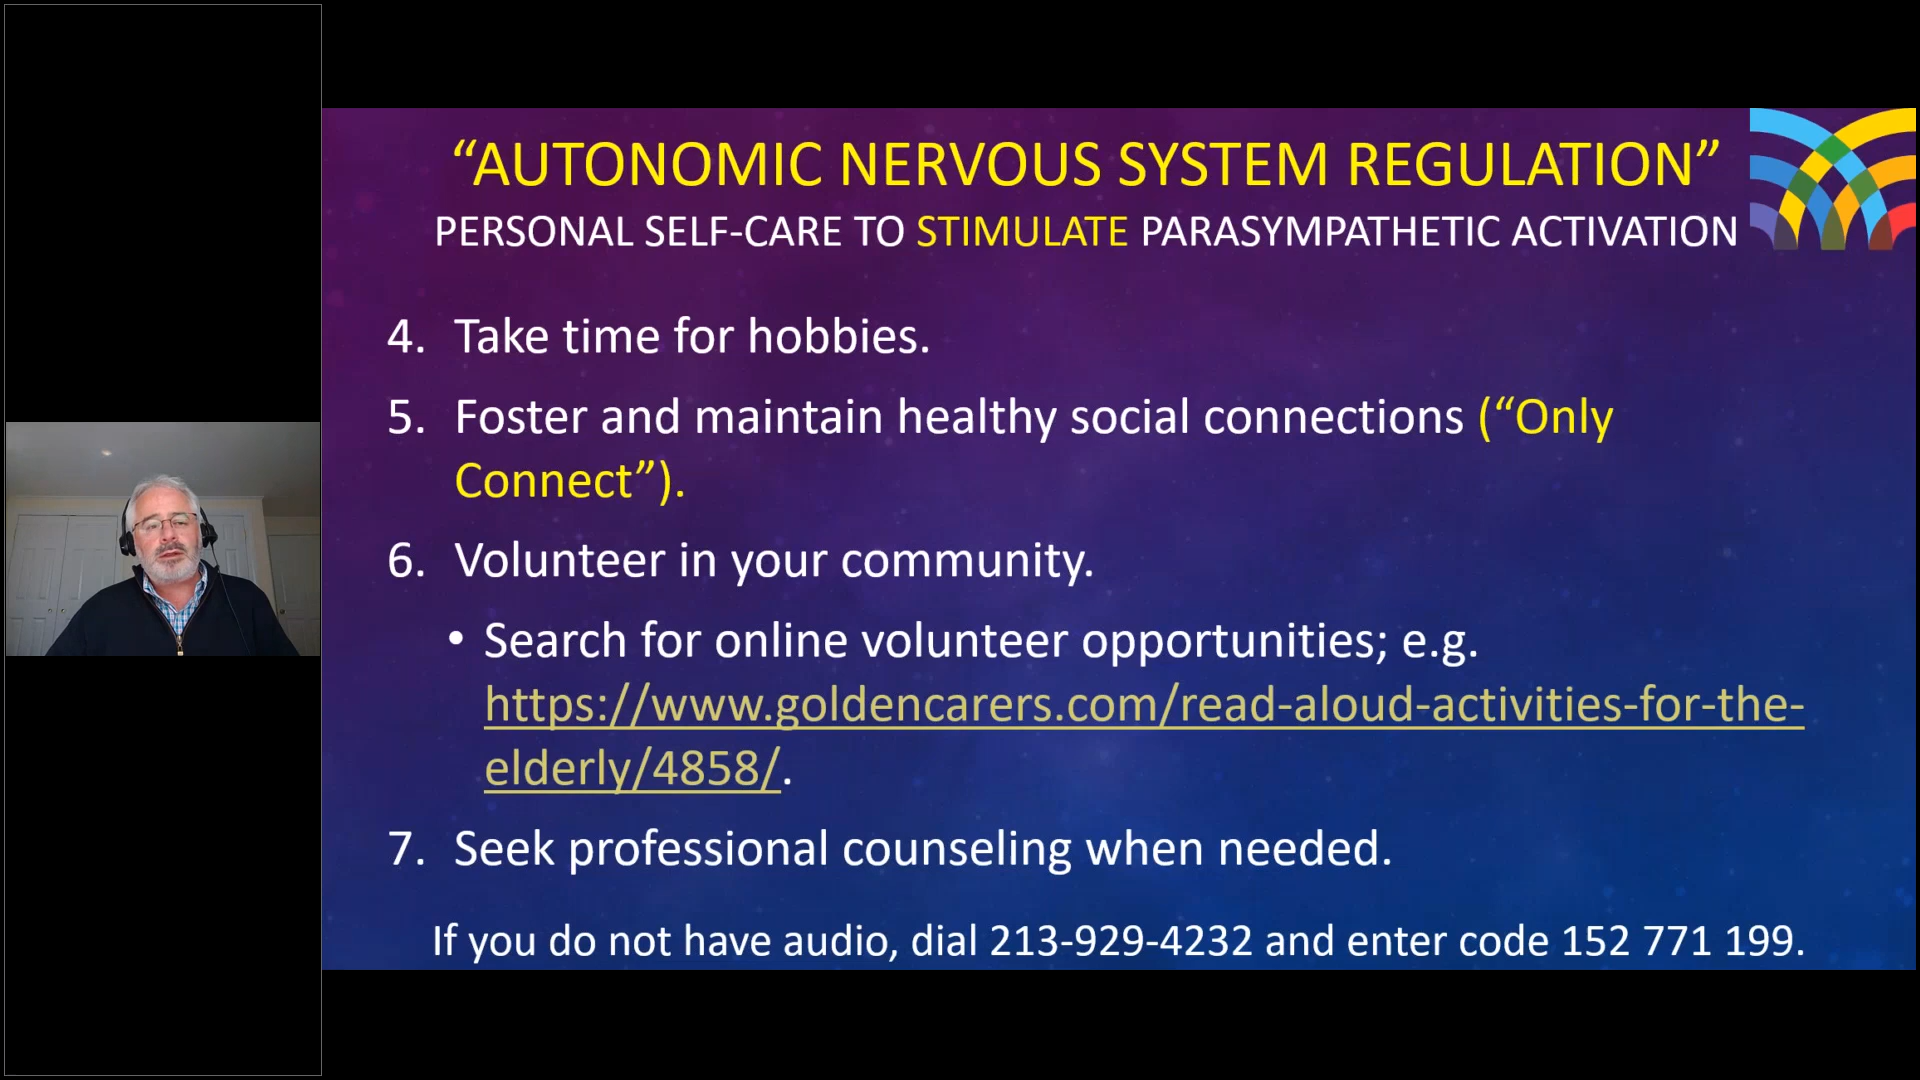 “AUTONOMIC NERVOUS SYSTEM REGULATION”
PERSONAL SELF-CARE TO STIMULATE PARASYMPATHETIC ACTIVATION
4. Take time for hobbies.
5. Foster and maintain healthy social connections (“Only
Connect”).
6. Volunteer in your community.
• Search for online volunteer opportunities; e.g.
https://www.goldencarers.com/read-aloud-activities-for-the-
elderly/4858/.
7. Seek professional counseling when needed.
If you do not have audio, dial 213-929-4232 and enter code 152 771 199.